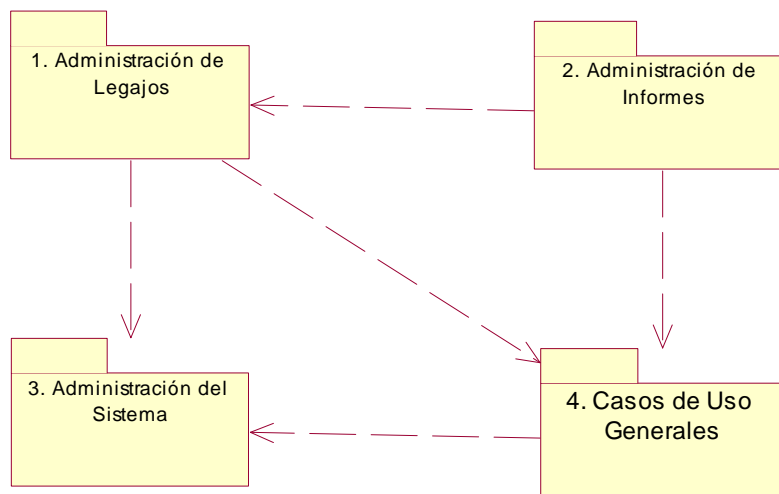 1. Administración de
Legajos
2. Administración de
Informes
3. Administración del
Sistema
4. Casos de Uso
Generales